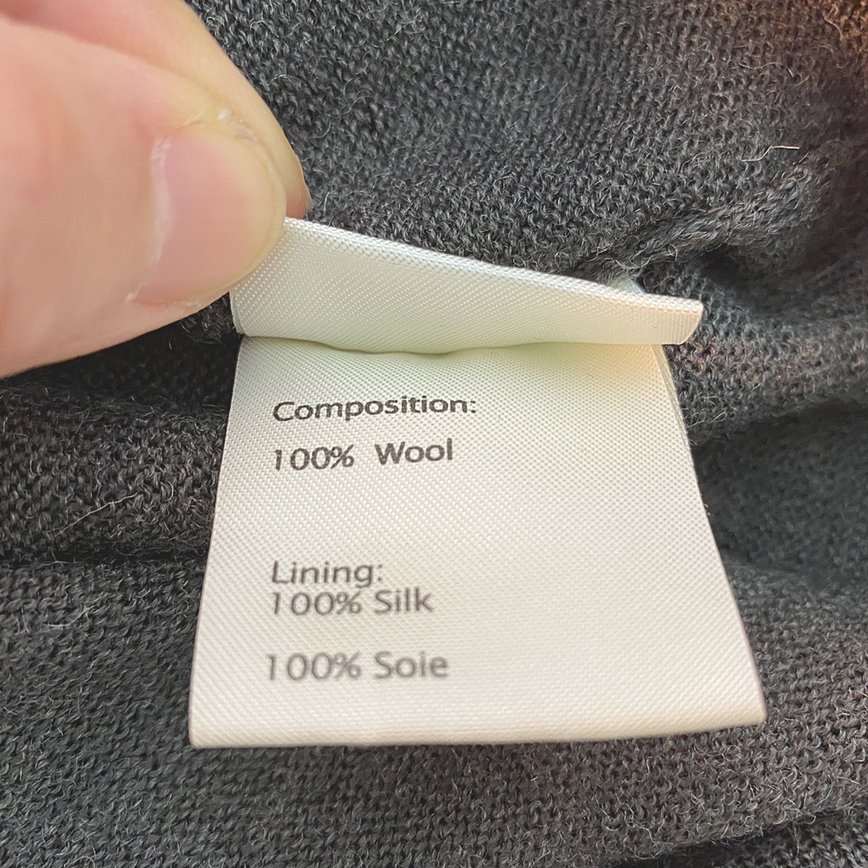 Composition:
100% Wool
Lining:
100% Silk
100% Soie